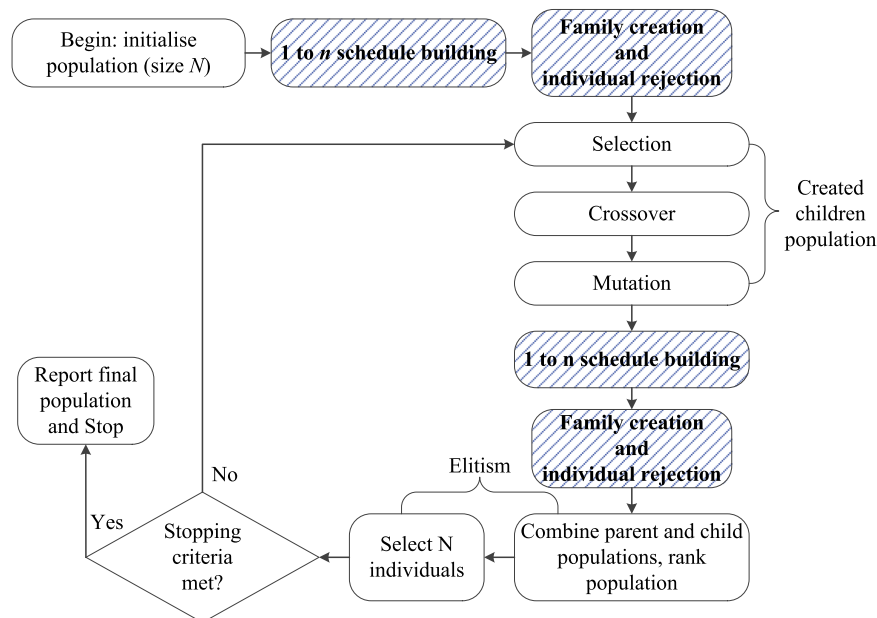 Begin: initialise
population (size N)
1 to n schedule building
Family creation
and
individual rejection
Selection
Crossover
Mutation
Created
children
population
1 to n schedule building
Family creation
and
individual rejection
Combine parent and child
populations, rank
population
Elitism
Select N
individuals
Stopping
criteria
met?
No
Yes
Report final
population
and Stop